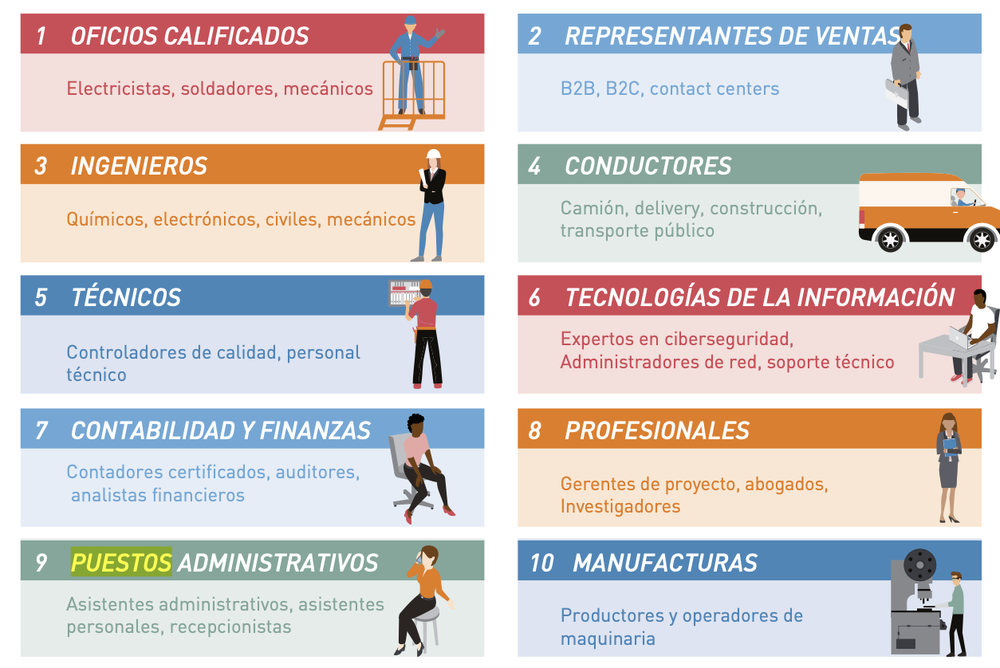 1 OFICIOS CALIFICADOS
Electricistas, soldadores, mecánicos
2 REPRESENTANTES DE VENTAS
B2B, B2C, contact centers
3 INGENIEROS
Químicos, electrónicos, civiles, mecánicos
4 CONDUCTORES
Camión, delivery, construcción,
transporte público
5 TÉCNICOS
Controladores de calidad, personal
técnico
6 TECNOLOGÍAS DE LA INFORMACIÓN
Expertos en ciberseguridad,
Administradores de red, soporte técnico
7 CONTABILIDAD Y FINANZAS
Contadores certificados, auditores,
analistas financieros
8 PROFESIONALES
Gerentes de proyecto, abogados,
Investigadores
9 PUESTOS ADMINISTRATIVOS
Asistentes administrativos, asistentes
personales, recepcionistas
10 MANUFACTURAS
Productores y operadores de
maquinaria